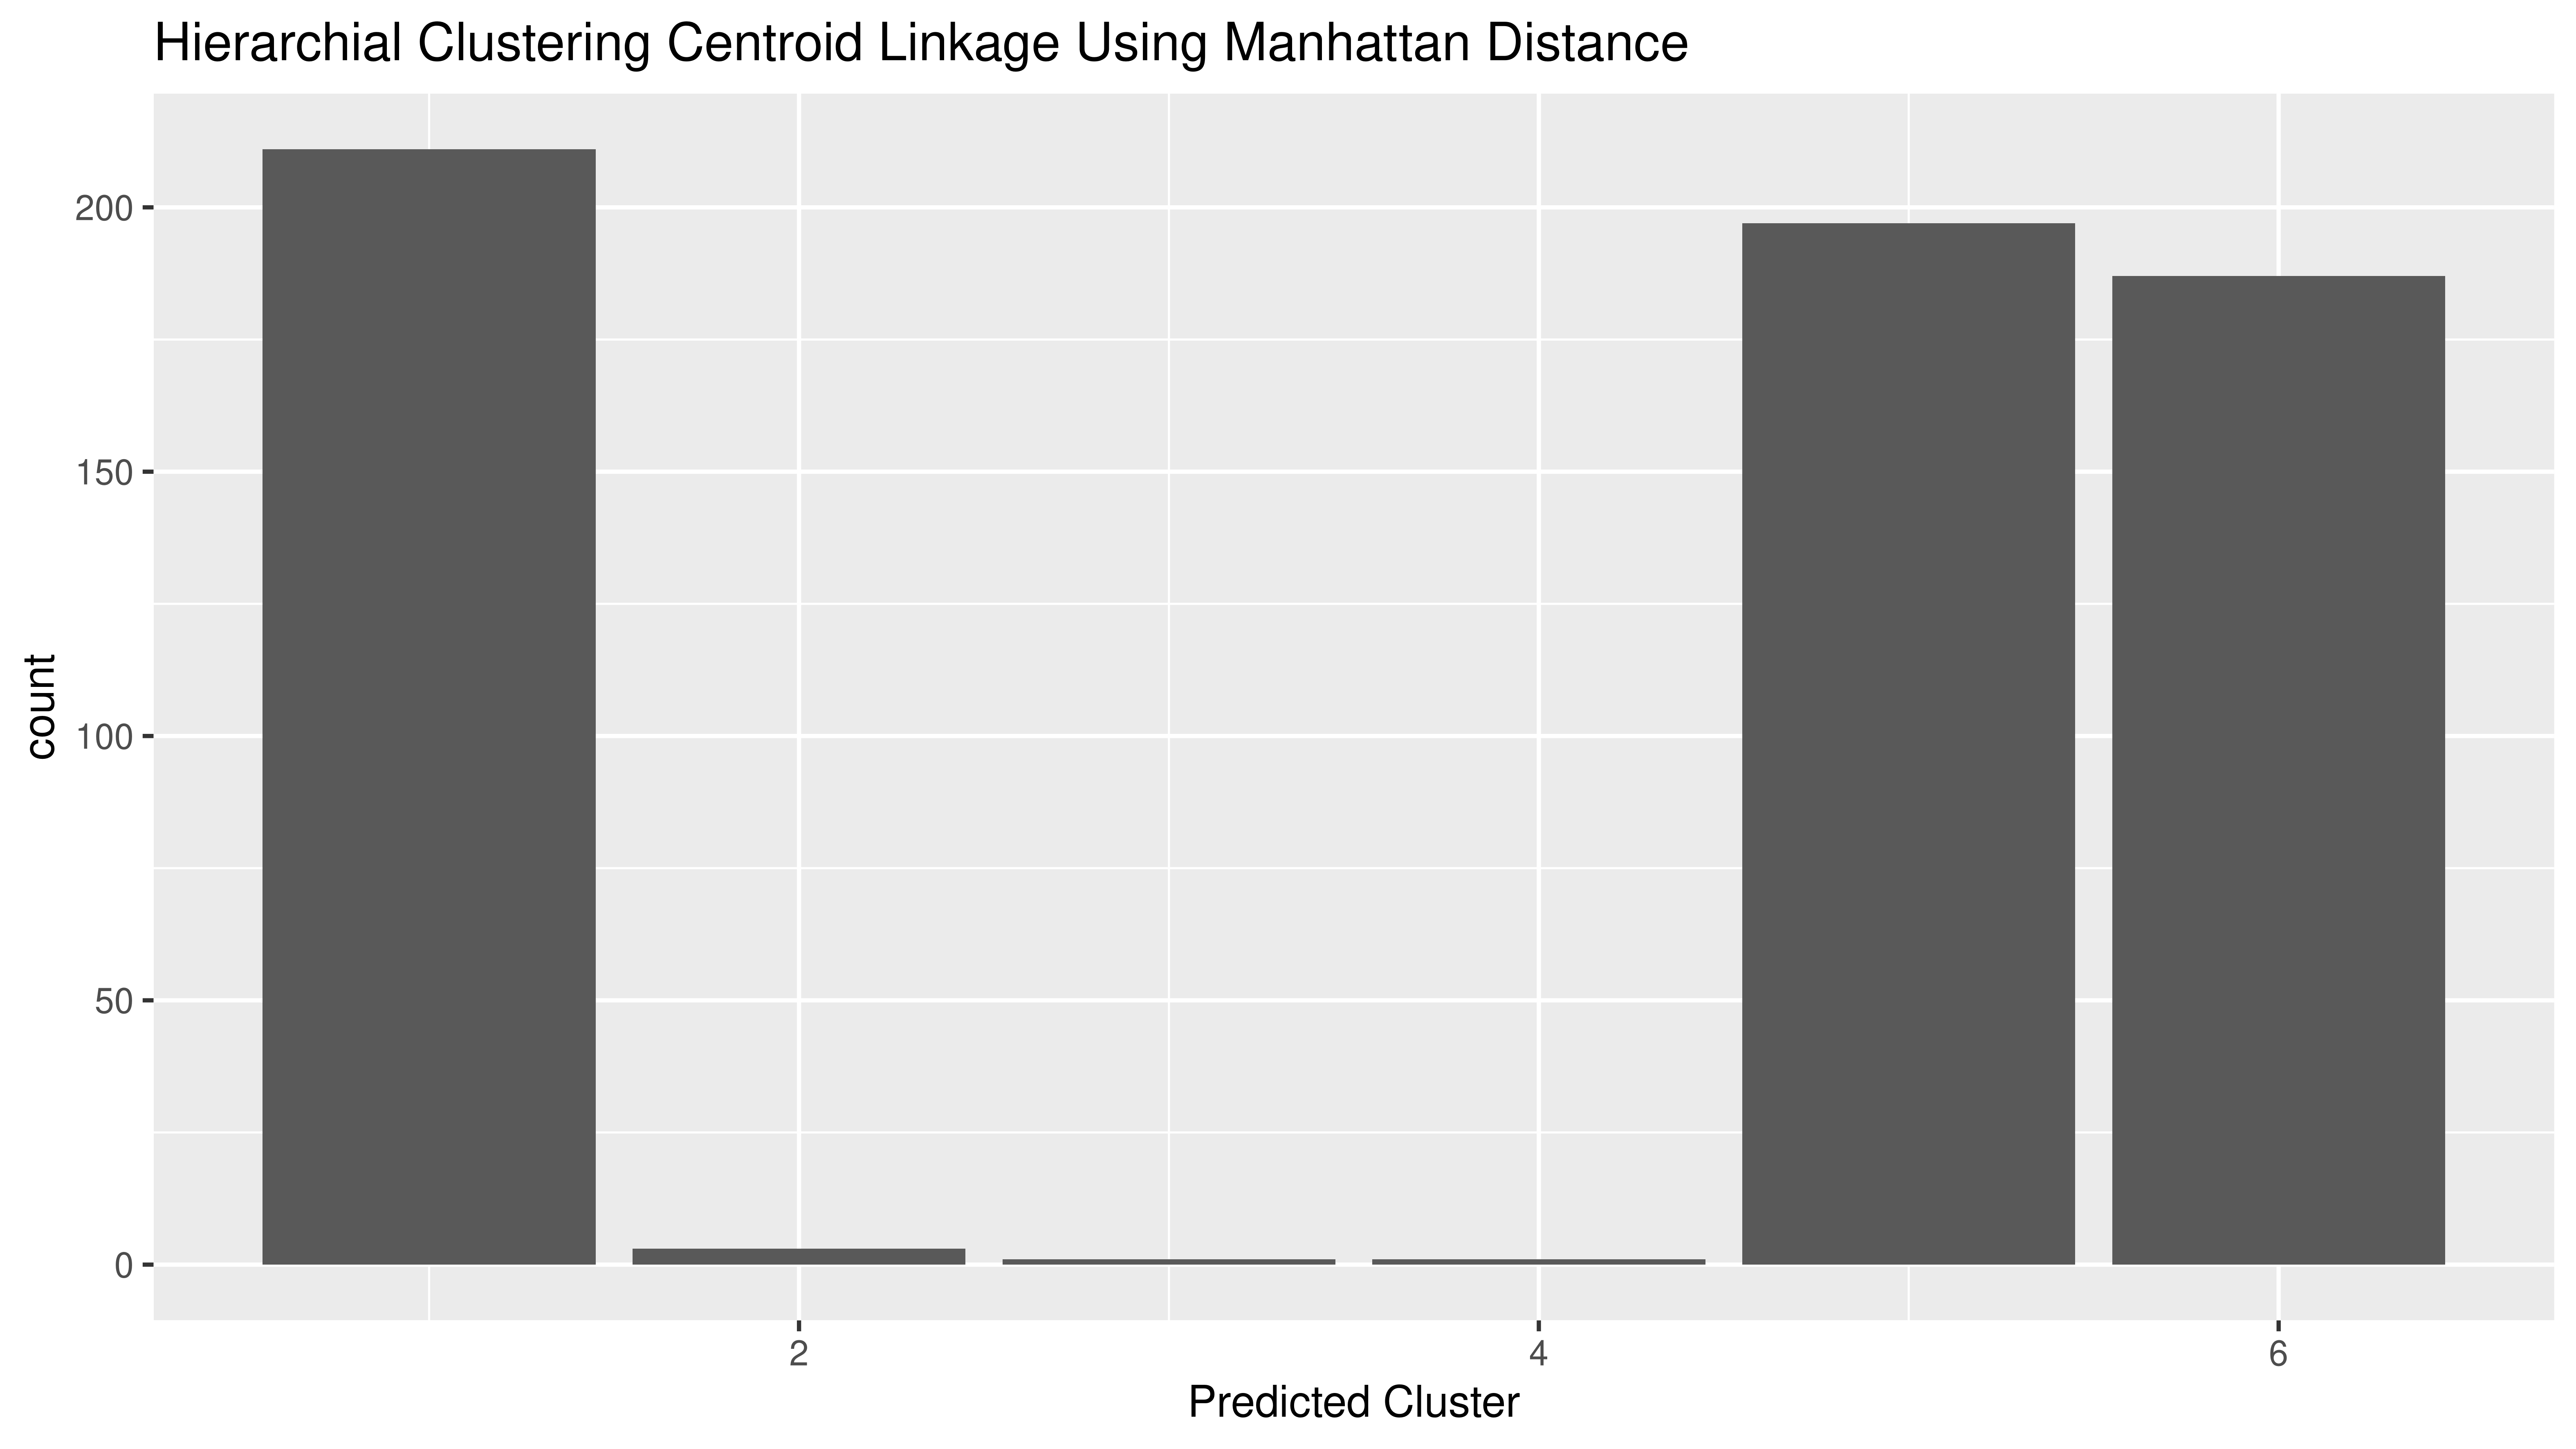 Hierarchial Clustering Centroid Linkage Using Manhattan Distance
count
200
150
100
50
0
2
4
6
Predicted Cluster